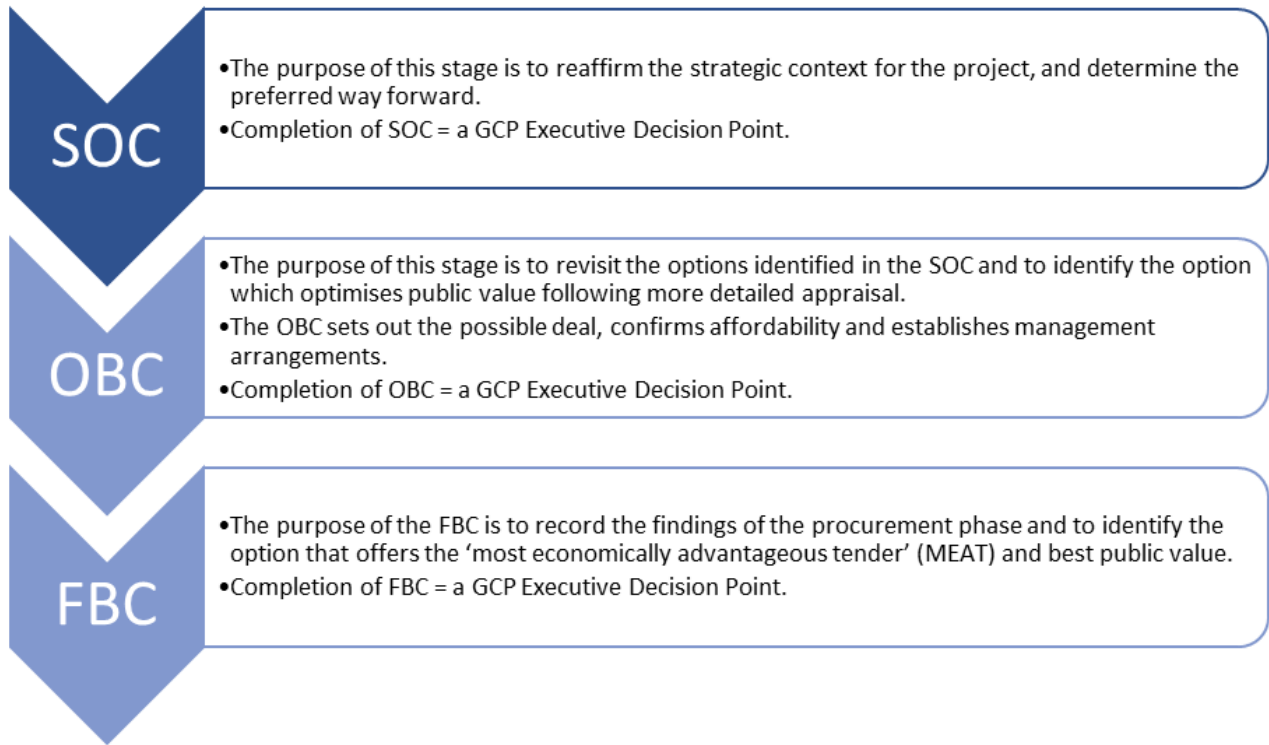 SOC
•The purpose of this stage is to reaffirm the strategic context for the project, and determine the
preferred way forward.
•Completion of SOC = a GCP Executive Decision Point.
OBC
•The purpose of this stage is to revisit the options identified in the SOC and to identify the option
which optimises public value following more detailed appraisal.
•The OBC sets out the possible deal, confirms affordability and establishes management
arrangements.
•Completion of OBC = a GCP Executive Decision Point.
FBC
•The purpose of the FBC is to record the findings of the procurement phase and to identify the
option that offers the ‘most economically advantageous tender’ (MEAT) and best public value.
•Completion of FBC = a GCP Executive Decision Point.